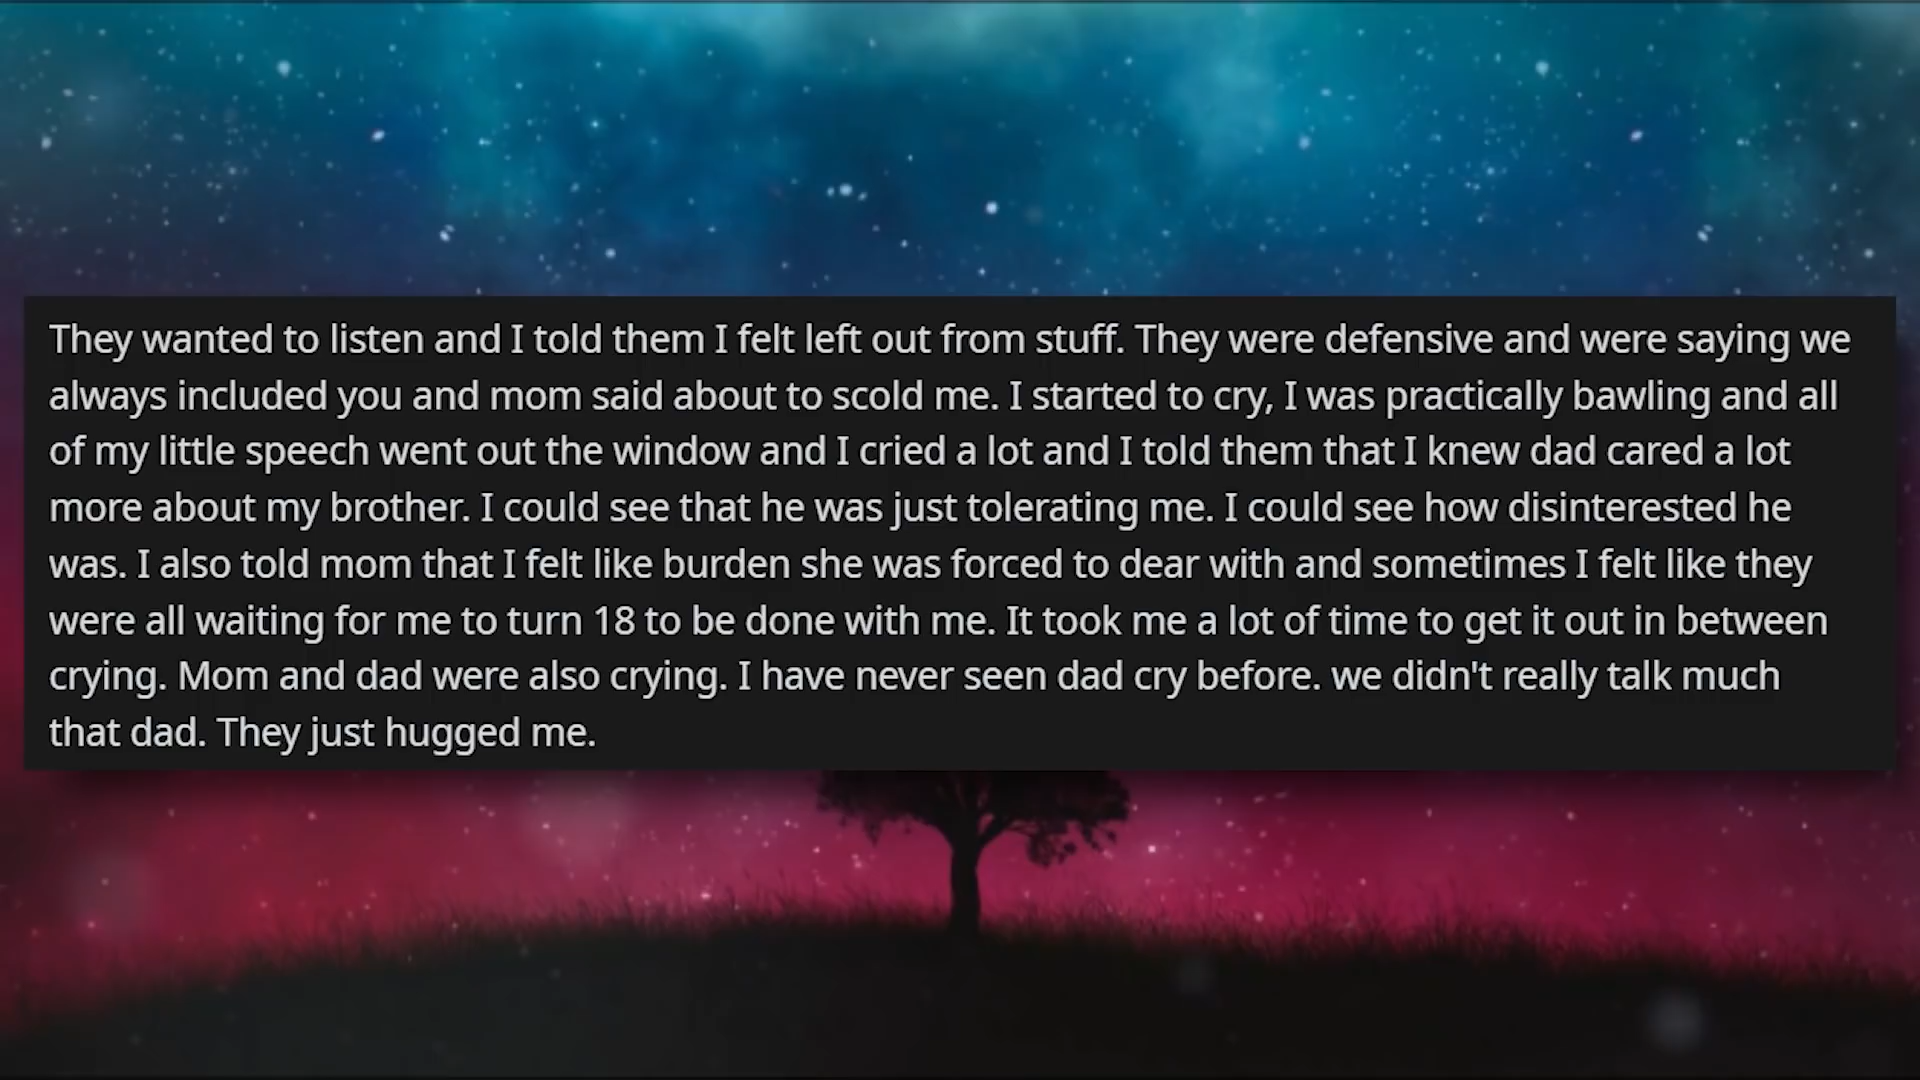 They wanted to listen and I told them I felt left out from stuff. They were defensive and were saying we
always included you and mom said about to scold me. I started to cry, I was practically bawling and all
of my little speech went out the window and I cried a lot and I told them that I knew dad cared a lot
more about my brother. I could see that he was just tolerating me. I could see how disinterested he
was. I also told mom that I felt like burden she was forced to dear with and sometimes I felt like they
were all waiting for me to turn 18 to be done with me. It took me a lot of time to get it out in between
crying. Mom and dad were also crying. I have never seen dad cry before. we didn't really talk much
that dad. They just hugged me.